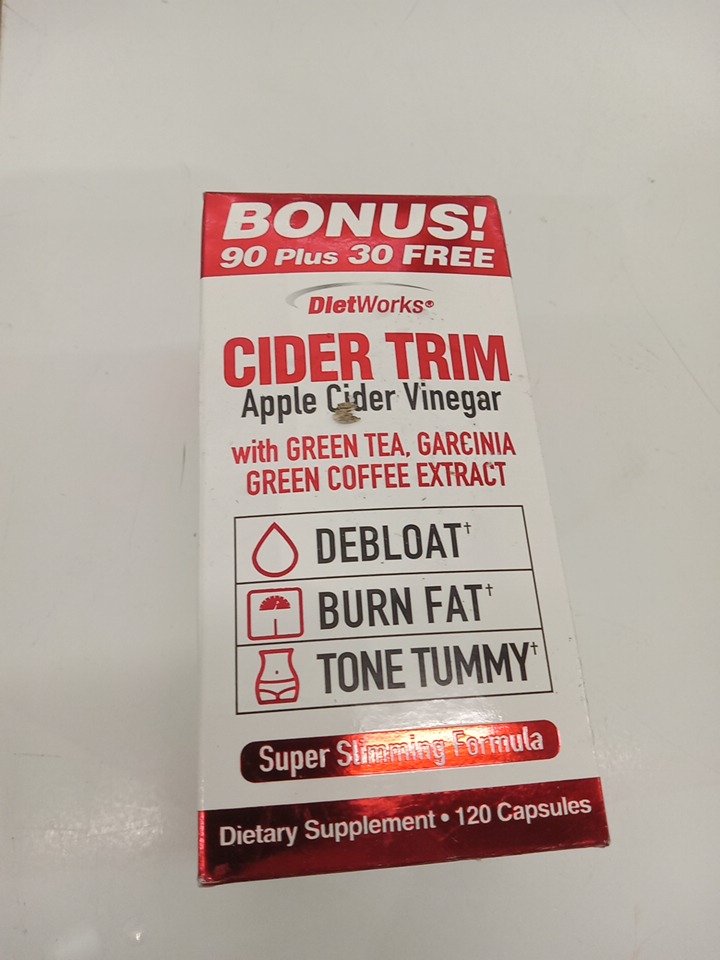 BONUS!
90 Plus 30 FREE
DietWorks®
CIDER TRIM
Apple Cider Vinegar
with GREEN TEA, GARCINIA
GREEN COFFEE EXTRACT
DEBLOAT†
BURN FAT†
TONE TUMMY†
Super Slimming Formula
Dietary Supplement • 120 Capsules